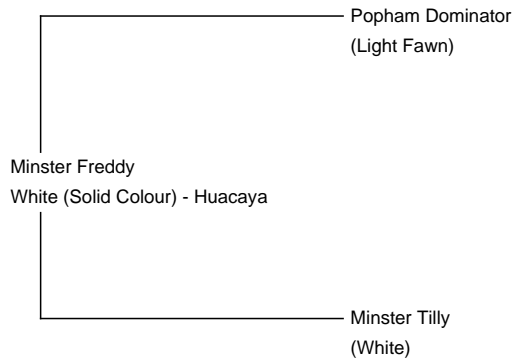 Popham Dominator
(Light Fawn)
Minster Freddy
White (Solid Colour) - Huacaya
Minster Tilly
(White)